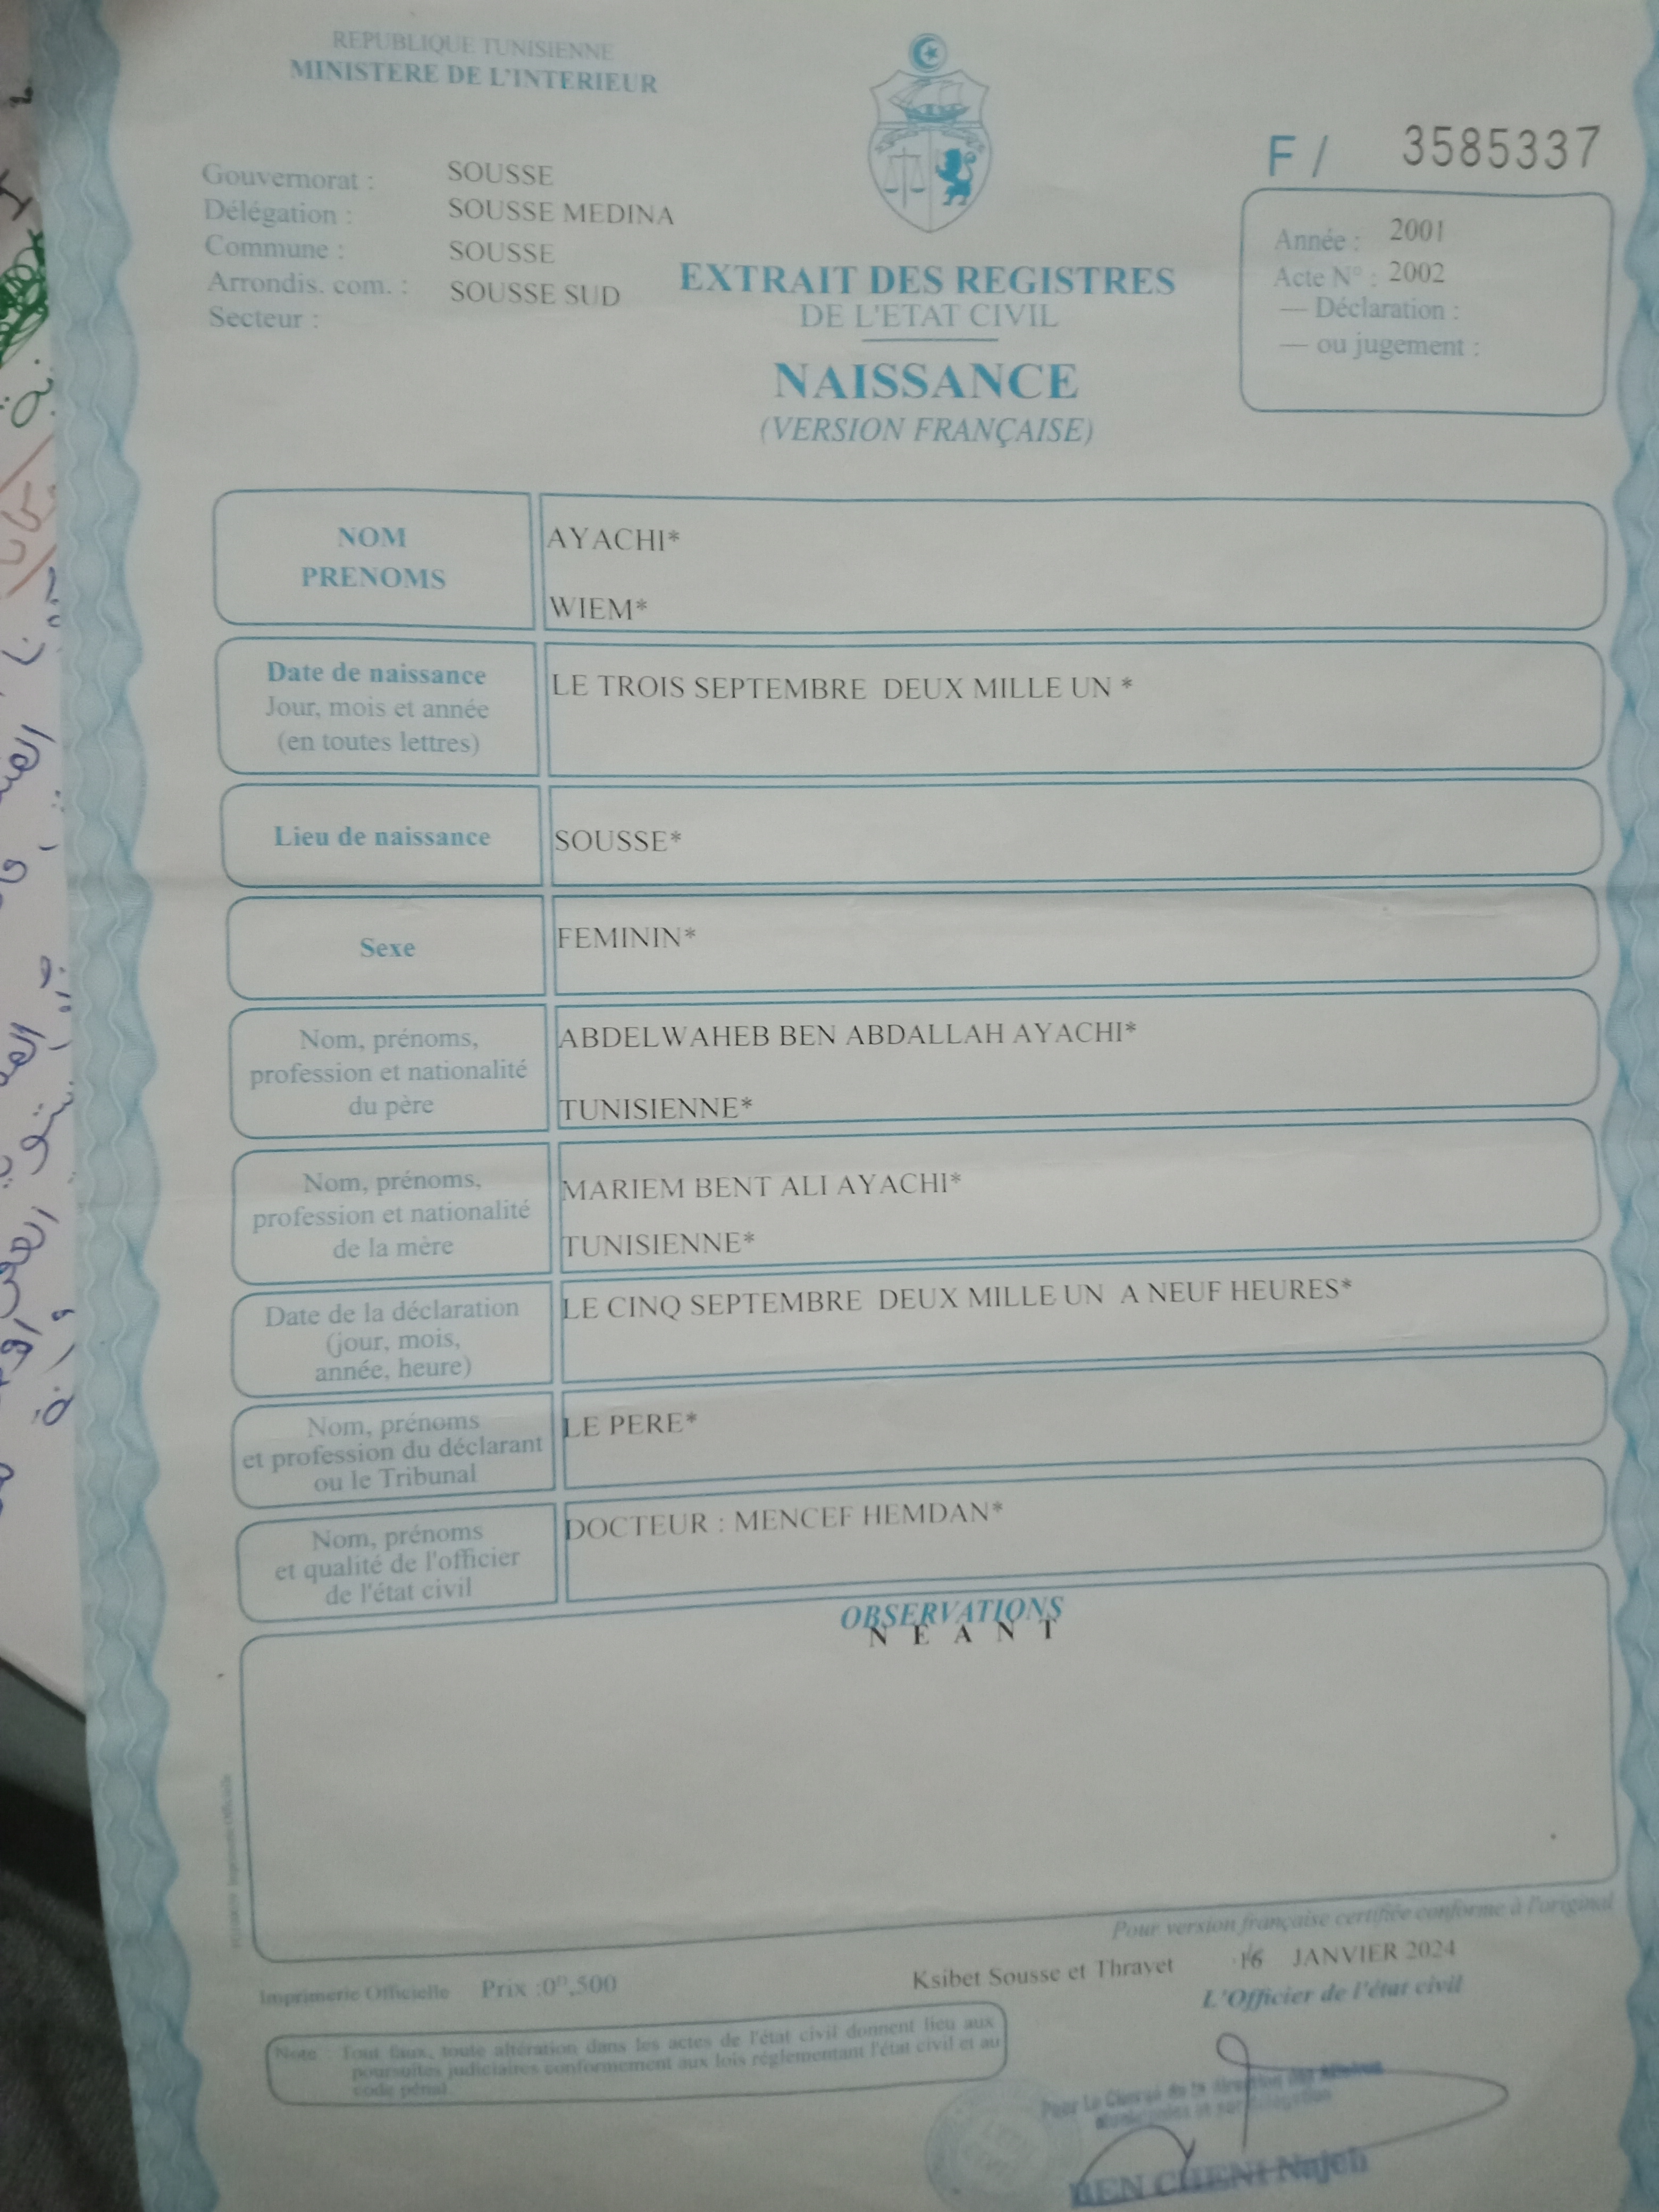 REPUBLIQUE TUNISIENNE
MINISTERE DE L'INTERIEUR
Gouvernorat : SOUSSE
Délégation : SOUSSE MEDINA
Commune : SOUSSE
Arrondis. com. : SOUSSE SUD
Secteur :
F / 3585337
Année : 2001
Acte N° : 2002
— Déclaration :
— ou jugement :
EXTRAIT DES REGISTRES
DE L'ETAT CIVIL
NAISSANCE
(VERSION FRANÇAISE)
NOM
PRENOMS
AYACHI*
WIEM*
Date de naissance
Jour, mois et année
(en toutes lettres)
LE TROIS SEPTEMBRE DEUX MILLE UN *
Lieu de naissance
SOUSSE*
Sexe
FEMININ*
Nom, prénoms,
profession et nationalité
du père
ABDELWAHEB BEN ABDALLAH AYACHI*
TUNISIENNE*
Nom, prénoms,
profession et nationalité
de la mère
MARIEM BENT ALI AYACHI*
TUNISIENNE*
Date de la déclaration
(jour, mois,
année, heure)
LE CINQ SEPTEMBRE DEUX MILLE UN A NEUF HEURES*
Nom, prénoms
et profession du déclarant
ou le Tribunal
LE PERE*
Nom, prénoms
et qualité de l'officier
de l'état civil
DOCTEUR : MENCEF HEMDAN*
OBSERVATIONS
N E A N T
Pour version française certifiée conforme à l'original
Ksibet Sousse et Thrayet 16 JANVIER 2024
L'Officier de l'état civil
Imprimerie Officielle Prix :0ᴰ,500
Note : Tout faux, toute altération dans les actes de l'état civil donnent lieu aux
poursuites judiciaires conformement aux lois réglementant l'état civil et au
code pénal.
BEN CHENI Najeh